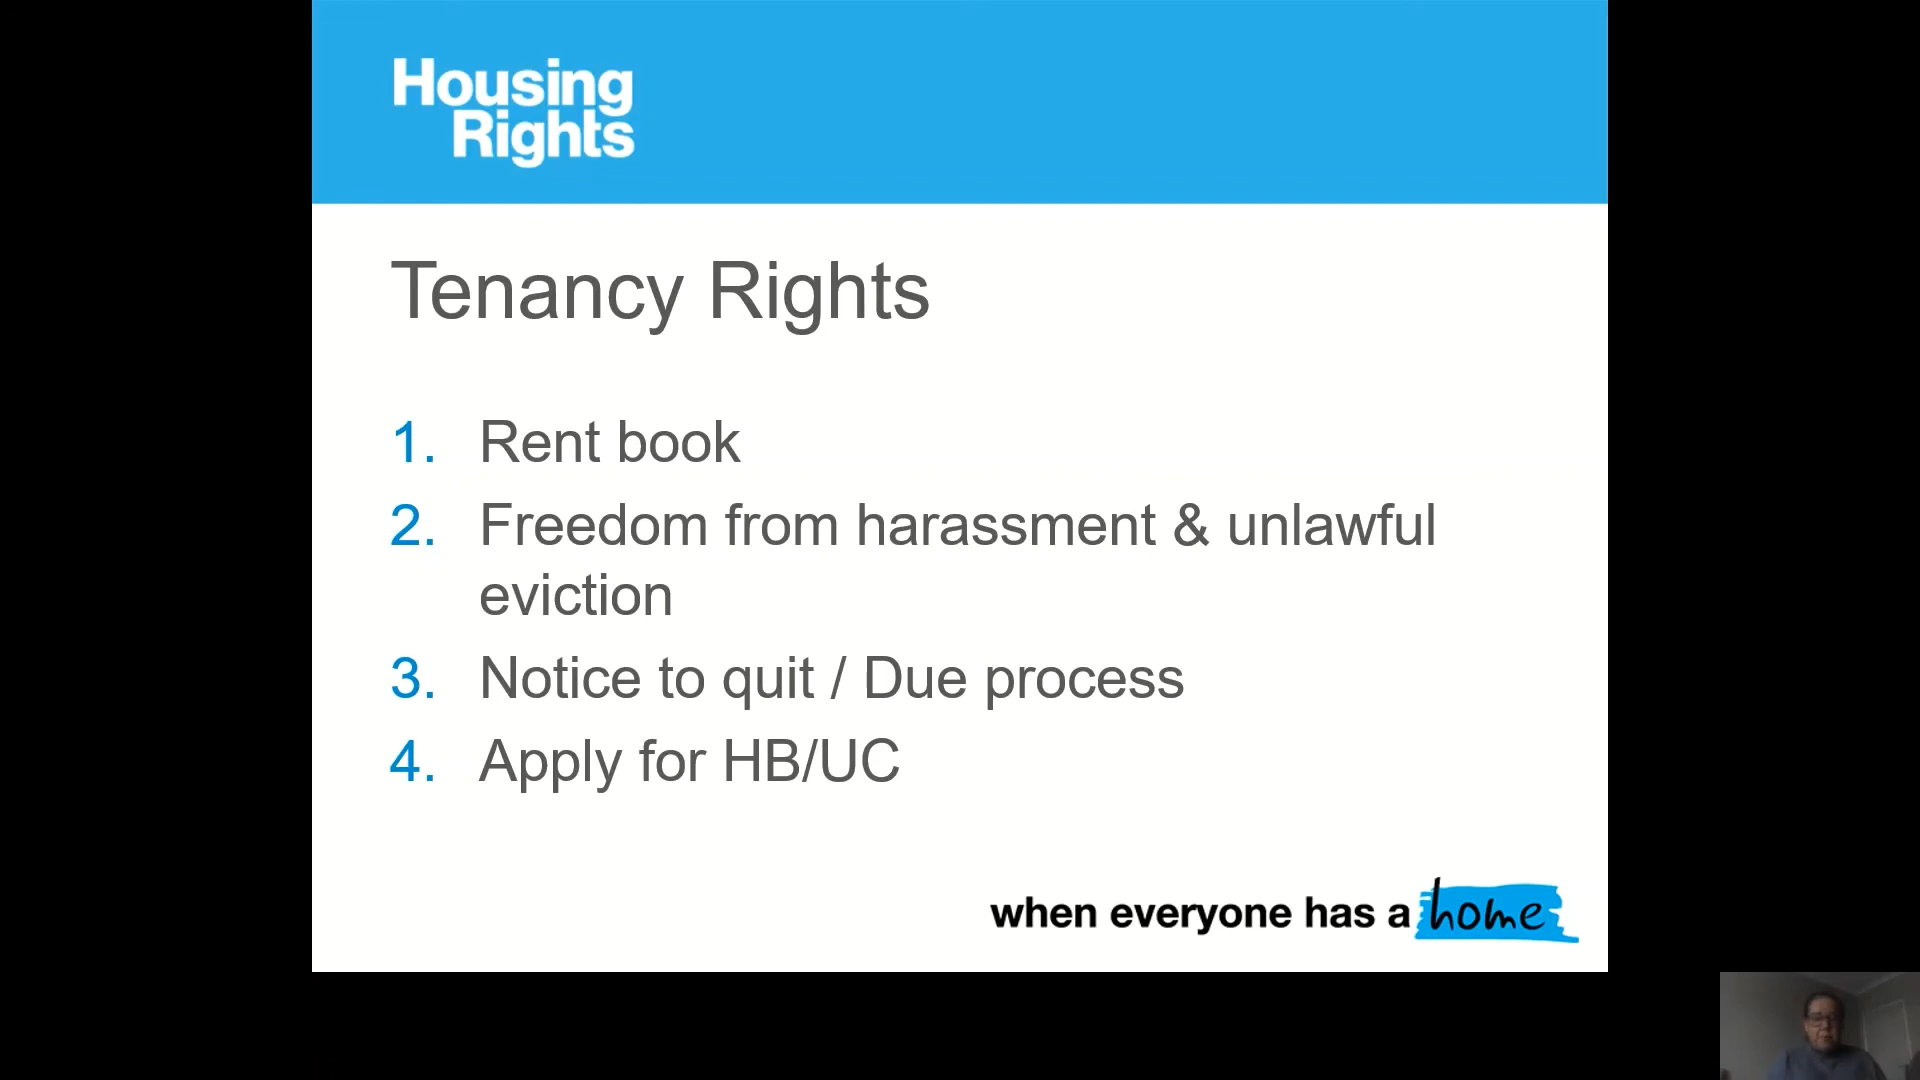 Housing
Rights
Tenancy Rights
1. Rent book
2. Freedom from harassment & unlawful
eviction
3. Notice to quit / Due process
4. Apply for HB/UC
when everyone has a home